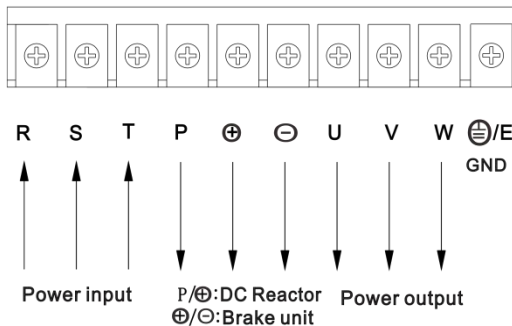 R S T P ⊕ ⊖ U V W ⏚/E
GND
Power input
P/⊕:DC Reactor
⊕/⊖:Brake unit
Power output